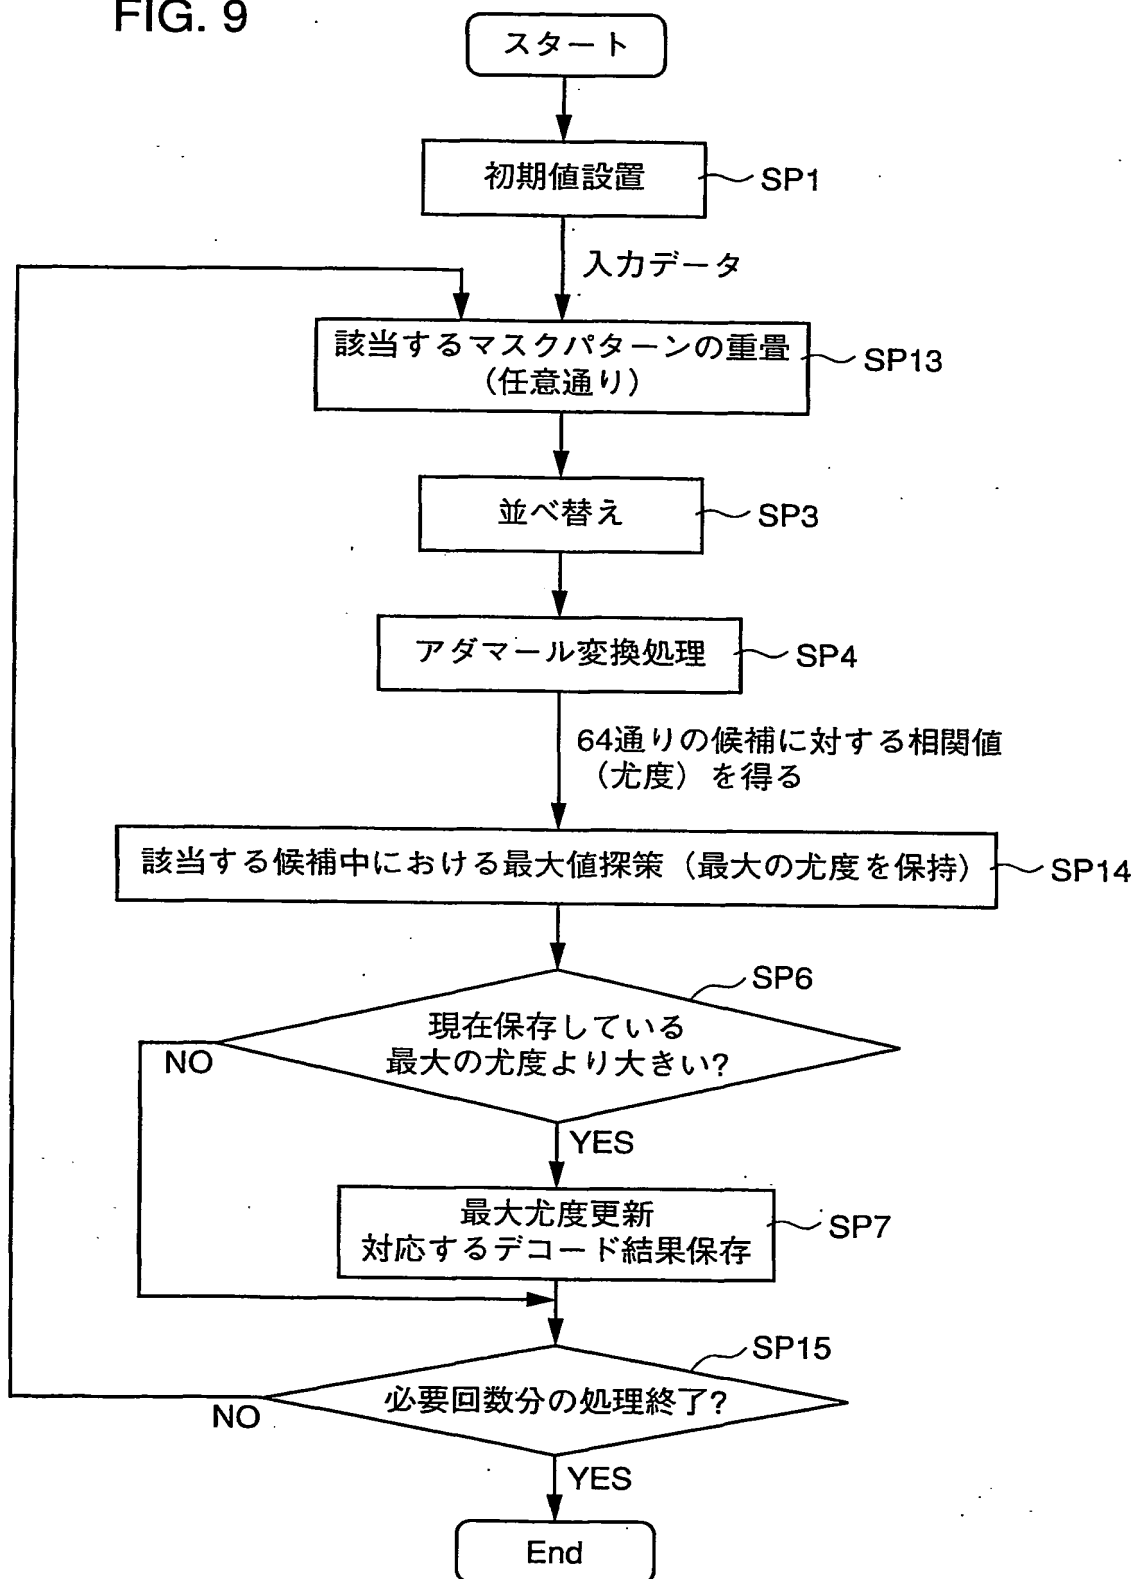 FIG. 9
スタート
初期値設置
SP1
入力データ
該当するマスクパターンの重畳
(任意通り)
SP13
並べ替え
SP3
アダマール変換処理
SP4
64通りの候補に対する相関値
(尤度)を得る
該当する候補中における最大値探策(最大の尤度を保持)
SP14
SP6
現在保存している
最大の尤度より大きい?
NO
YES
最大尤度更新
対応するデコード結果保存
SP7
SP15
必要回数分の処理終了?
NO
YES
End